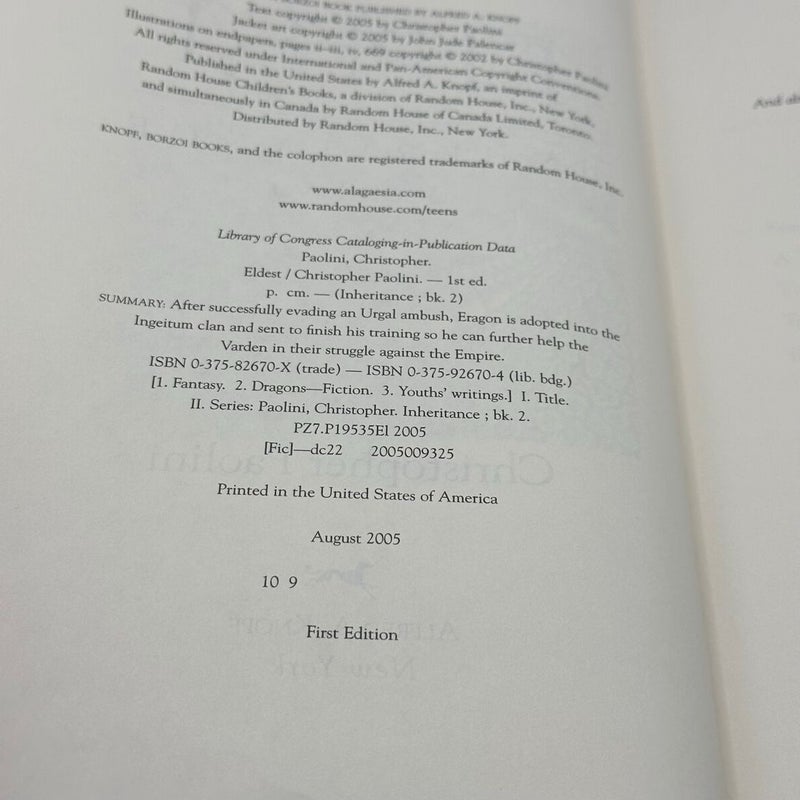 BORZOI BOOK PUBLISHED BY ALFRED A. KNOPF
Text copyright © 2005 by Christopher Paolini
Jacket art copyright © 2005 by John Jude Palencar
Illustrations on endpapers, pages ii–iii, iv, 669 copyright © 2002 by Christopher Paolini
All rights reserved under International and Pan-American Copyright Conventions.
Published in the United States by Alfred A. Knopf, an imprint of
Random House Children's Books, a division of Random House, Inc., New York,
and simultaneously in Canada by Random House of Canada Limited, Toronto.
Distributed by Random House, Inc., New York.
KNOPF, BORZOI BOOKS, and the colophon are registered trademarks of Random House, Inc.
www.alagaesia.com
www.randomhouse.com/teens
Library of Congress Cataloging-in-Publication Data
Paolini, Christopher.
Eldest / Christopher Paolini. — 1st ed.
p. cm. — (Inheritance ; bk. 2)
SUMMARY: After successfully evading an Urgal ambush, Eragon is adopted into the
Ingeitum clan and sent to finish his training so he can further help the
Varden in their struggle against the Empire.
ISBN 0-375-82670-X (trade) — ISBN 0-375-92670-4 (lib. bdg.)
[1. Fantasy. 2. Dragons—Fiction. 3. Youths' writings.] I. Title.
II. Series: Paolini, Christopher. Inheritance ; bk. 2.
PZ7.P19535El 2005
[Fic]—dc22 2005009325
Printed in the United States of America
August 2005
10 9
First Edition
And